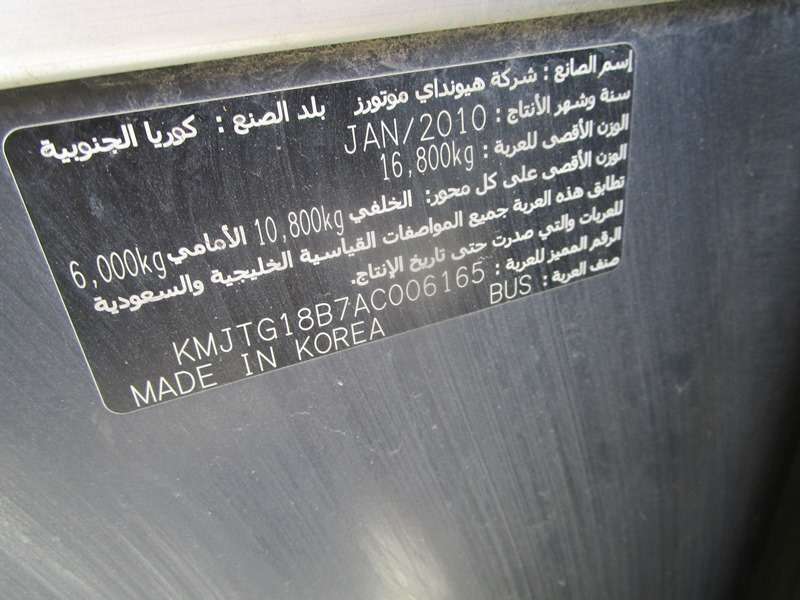 إسم الصانع : شركة هيونداي موتورز بلد الصنع : كوريا الجنوبية
سنة وشهر الأنتاج : JAN/2010
الوزن الأقصى للعربة : 16,800kg
الوزن الأقصى على كل محور: الخلفي 10,800kg الأمامي 6,000kg
تطابق هذه العربة جميع المواصفات القياسية الخليجية والسعودية
للعربات والتي صدرت حتى تاريخ الإنتاج.
الرقم المميز للعربة : KMJTG18B7AC006165
صنف العربة : BUS
MADE IN KOREA